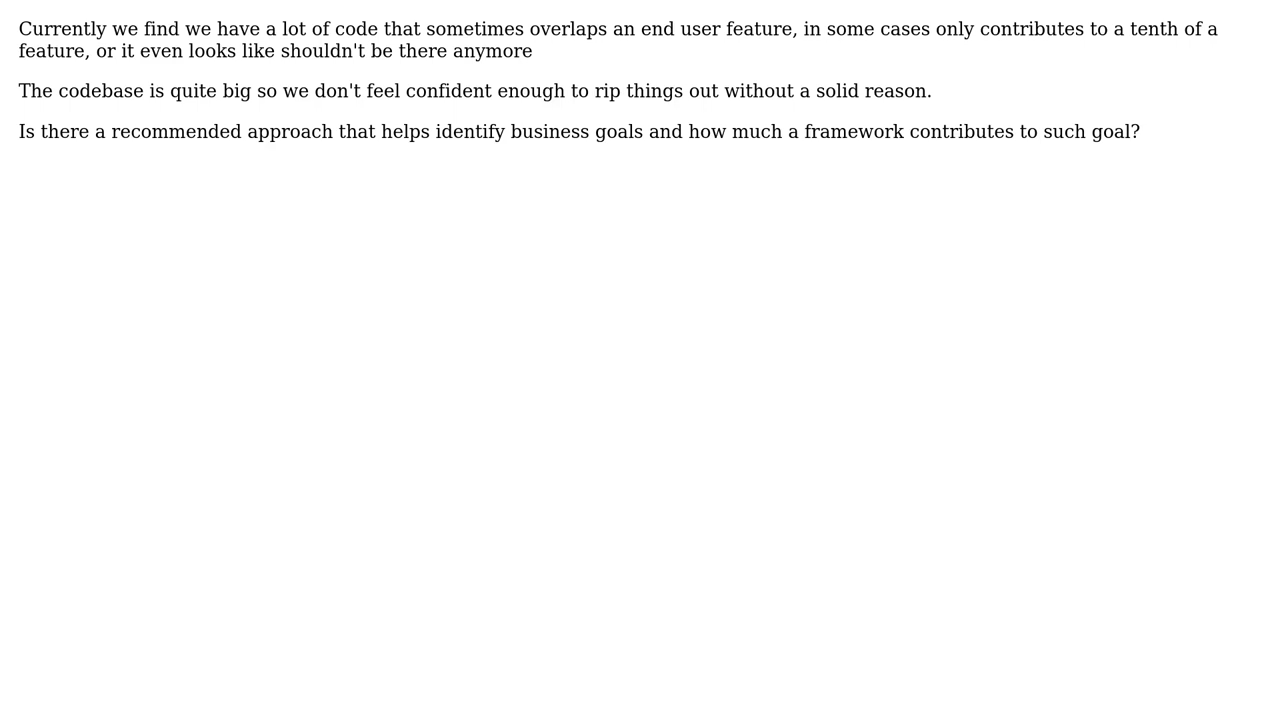 Currently we find we have a lot of code that sometimes overlaps an end user feature, in some cases only contributes to a tenth of a
feature, or it even looks like shouldn't be there anymore
The codebase is quite big so we don't feel confident enough to rip things out without a solid reason.
Is there a recommended approach that helps identify business goals and how much a framework contributes to such goal?